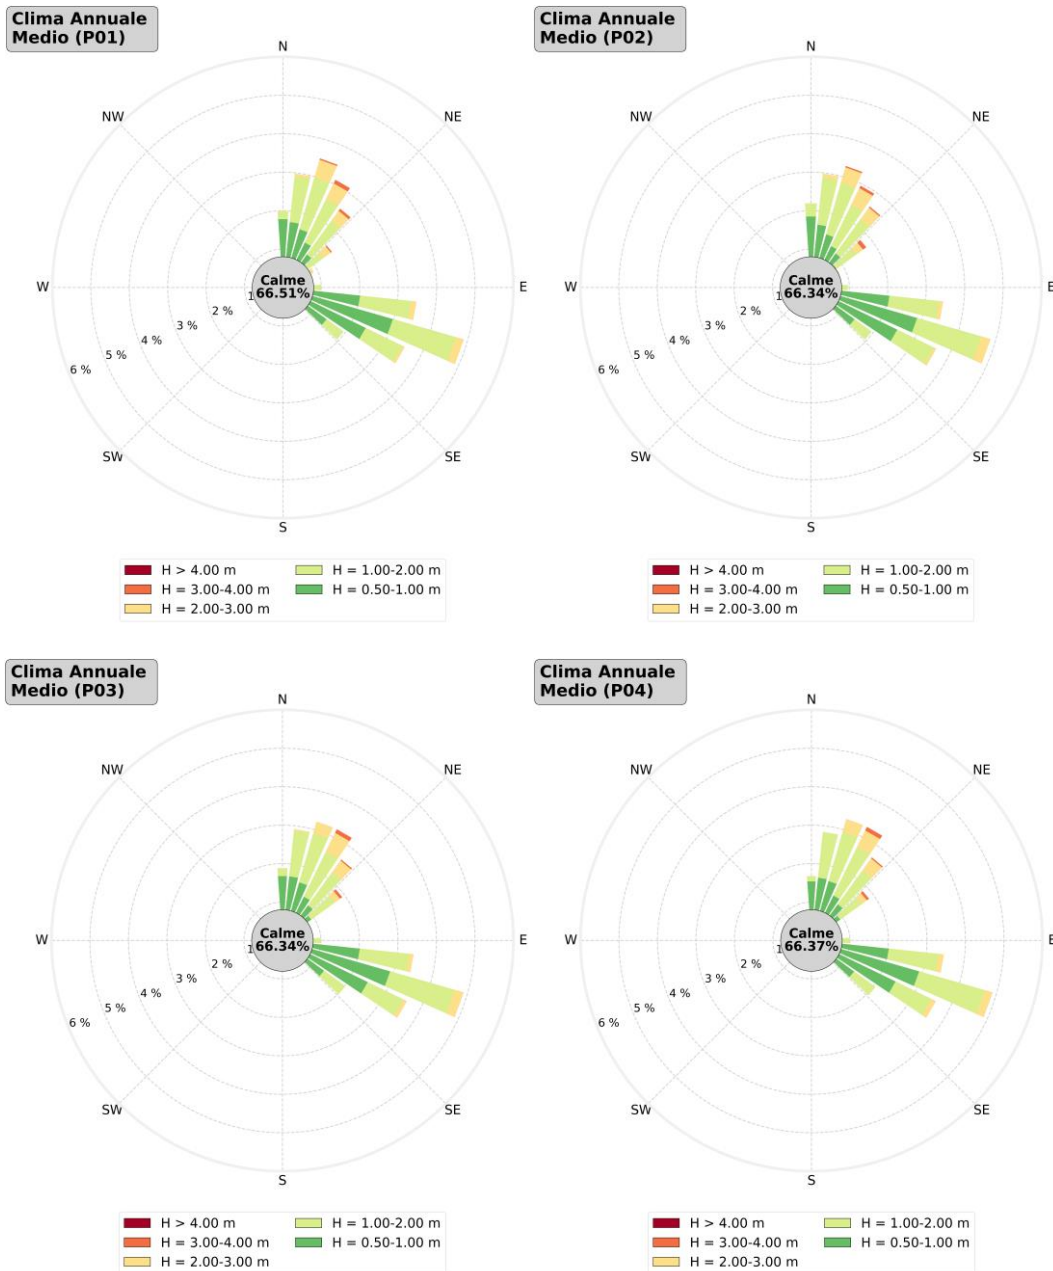 Clima Annuale
Medio (P01)
N
NW
NE
W
Calme
66.51%
E
1
2 %
3 %
4 %
5 %
6 %
SW
SE
S
H > 4.00 m
H = 3.00-4.00 m
H = 2.00-3.00 m
H = 1.00-2.00 m
H = 0.50-1.00 m
Clima Annuale
Medio (P02)
N
NW
NE
W
Calme
66.34%
E
1
2 %
3 %
4 %
5 %
6 %
SW
SE
S
H > 4.00 m
H = 3.00-4.00 m
H = 2.00-3.00 m
H = 1.00-2.00 m
H = 0.50-1.00 m
Clima Annuale
Medio (P03)
N
NW
NE
W
Calme
66.34%
E
1
2 %
3 %
4 %
5 %
6 %
SW
SE
S
H > 4.00 m
H = 3.00-4.00 m
H = 2.00-3.00 m
H = 1.00-2.00 m
H = 0.50-1.00 m
Clima Annuale
Medio (P04)
N
NW
NE
W
Calme
66.37%
E
1
2 %
3 %
4 %
5 %
6 %
SW
SE
S
H > 4.00 m
H = 3.00-4.00 m
H = 2.00-3.00 m
H = 1.00-2.00 m
H = 0.50-1.00 m